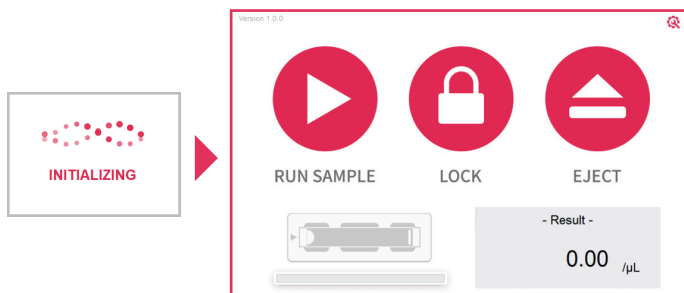 INITIALIZING
Version 1.0.0
RUN SAMPLE
LOCK
EJECT
- Result -
0.00 /μL